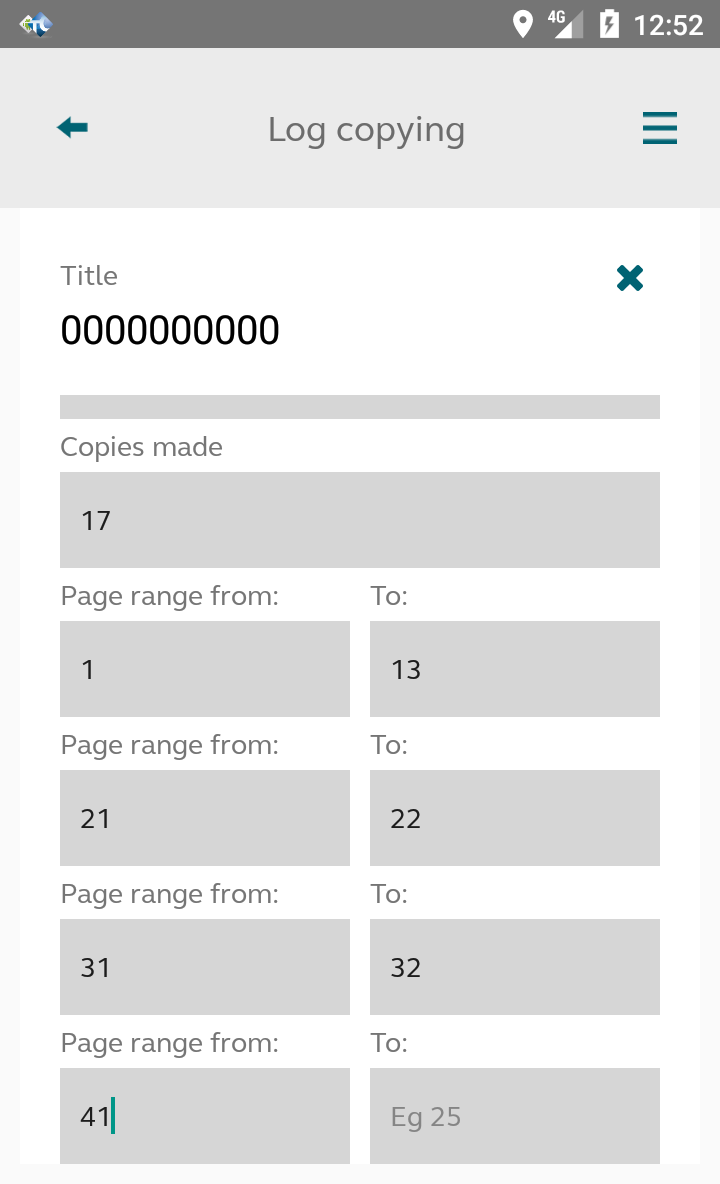 4G 12:52
Log copying
Title
0000000000
Copies made
17
Page range from: To:
1 13
Page range from: To:
21 22
Page range from: To:
31 32
Page range from: To:
41 Eg 25